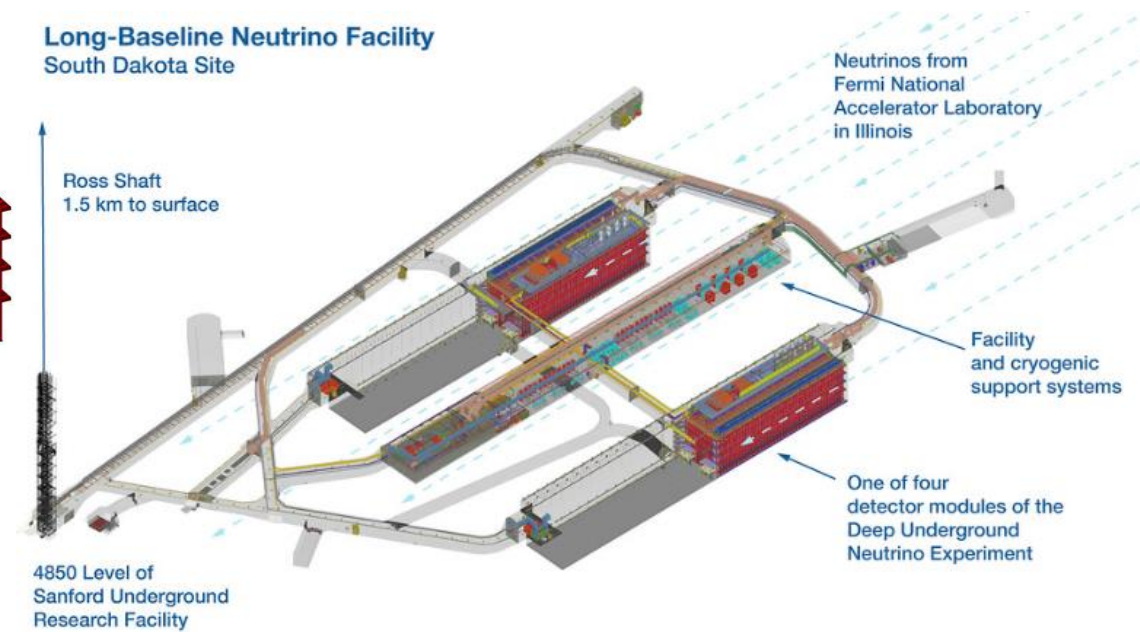 Long-Baseline Neutrino Facility
South Dakota Site
Neutrinos from
Fermi National
Accelerator Laboratory
in Illinois
Ross Shaft
1.5 km to surface
Facility
and cryogenic
support systems
One of four
detector modules of the
Deep Underground
Neutrino Experiment
4850 Level of
Sanford Underground
Research Facility